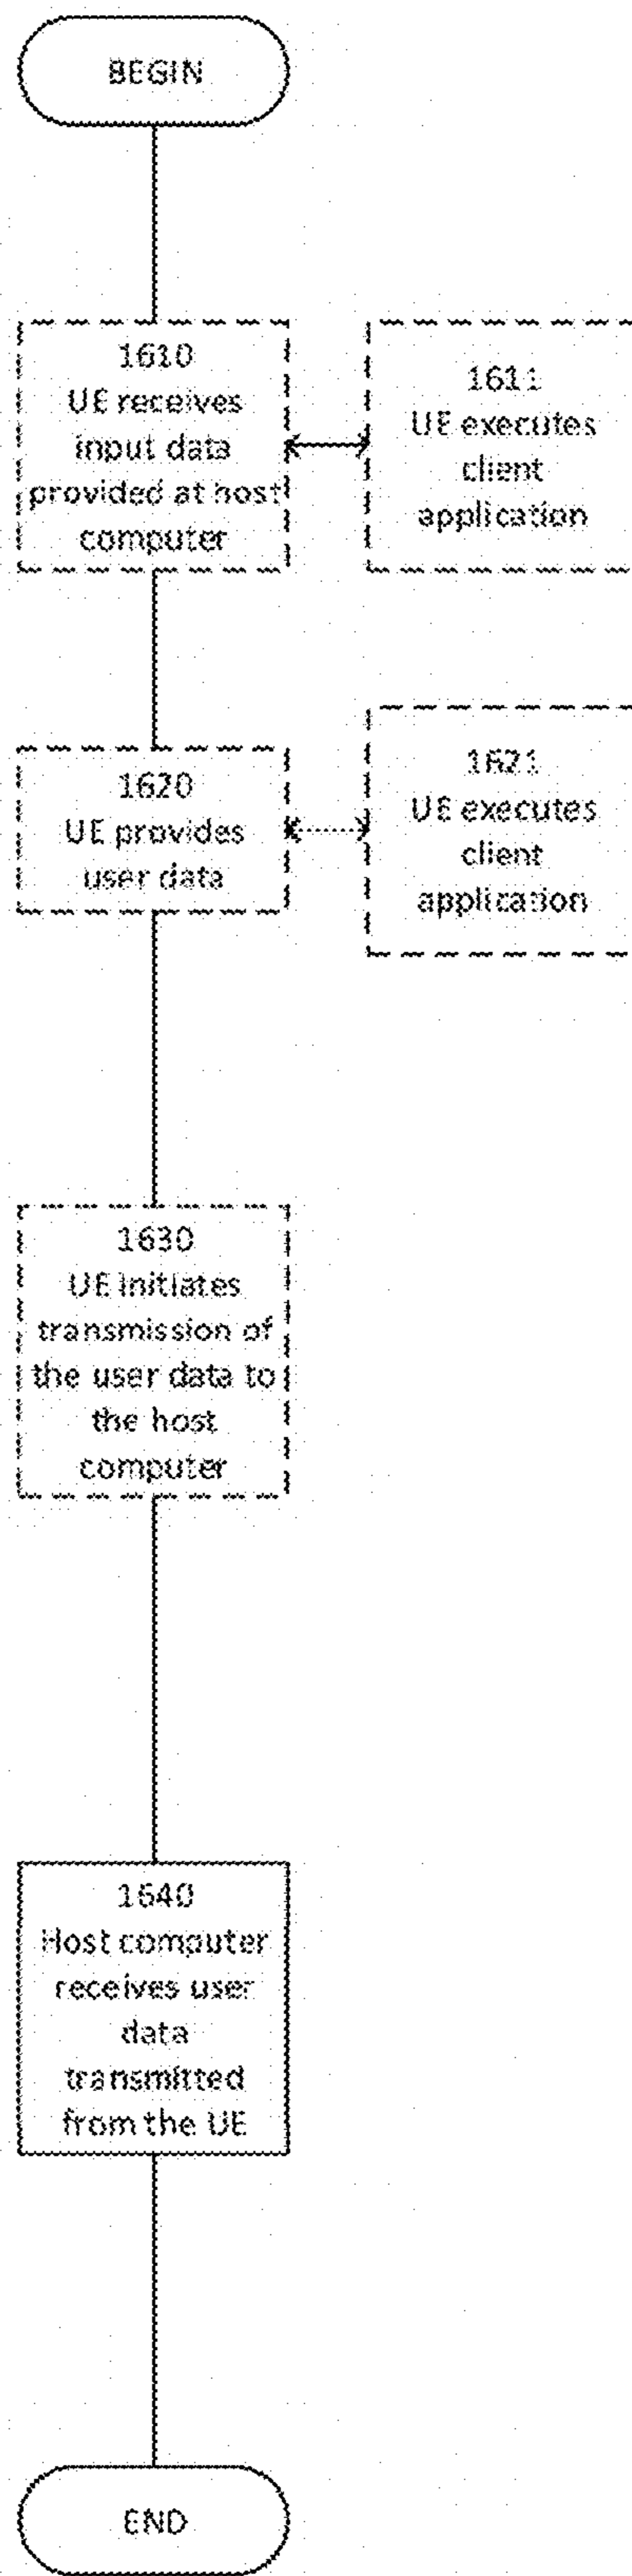 BEGIN
1610
UE receives
input data
provided at host
computer
1611
UE executes
client
application
1620
UE provides
user data
1621
UE executes
client
application
1630
UE initiates
transmission of
the user data to
the host
computer
1640
Host computer
receives user
data
transmitted
from the UE
END